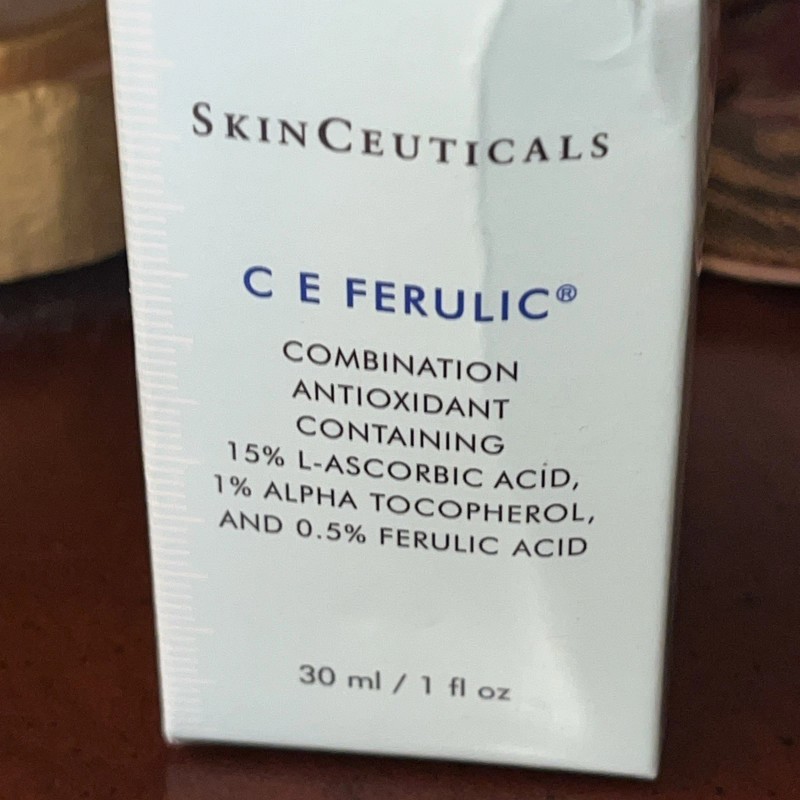 SKINCEUTICALS
C E FERULIC®
COMBINATION
ANTIOXIDANT
CONTAINING
15% L-ASCORBIC ACID,
1% ALPHA TOCOPHEROL,
AND 0.5% FERULIC ACID
30 ml / 1 fl oz